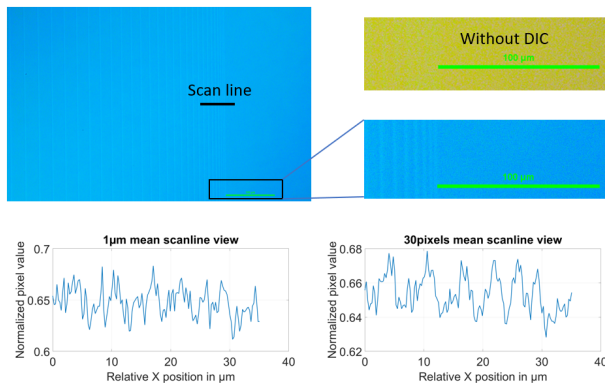 Scan line
Without DIC
100 µm
100 µm
1µm mean scanline view
0.7
0.65
0.6
0
10
20
30
40
Normalized pixel value
Relative X position in µm
30pixels mean scanline view
0.68
0.66
0.64
0.62
0
10
20
30
40
Normalized pixel value
Relative X position in µm